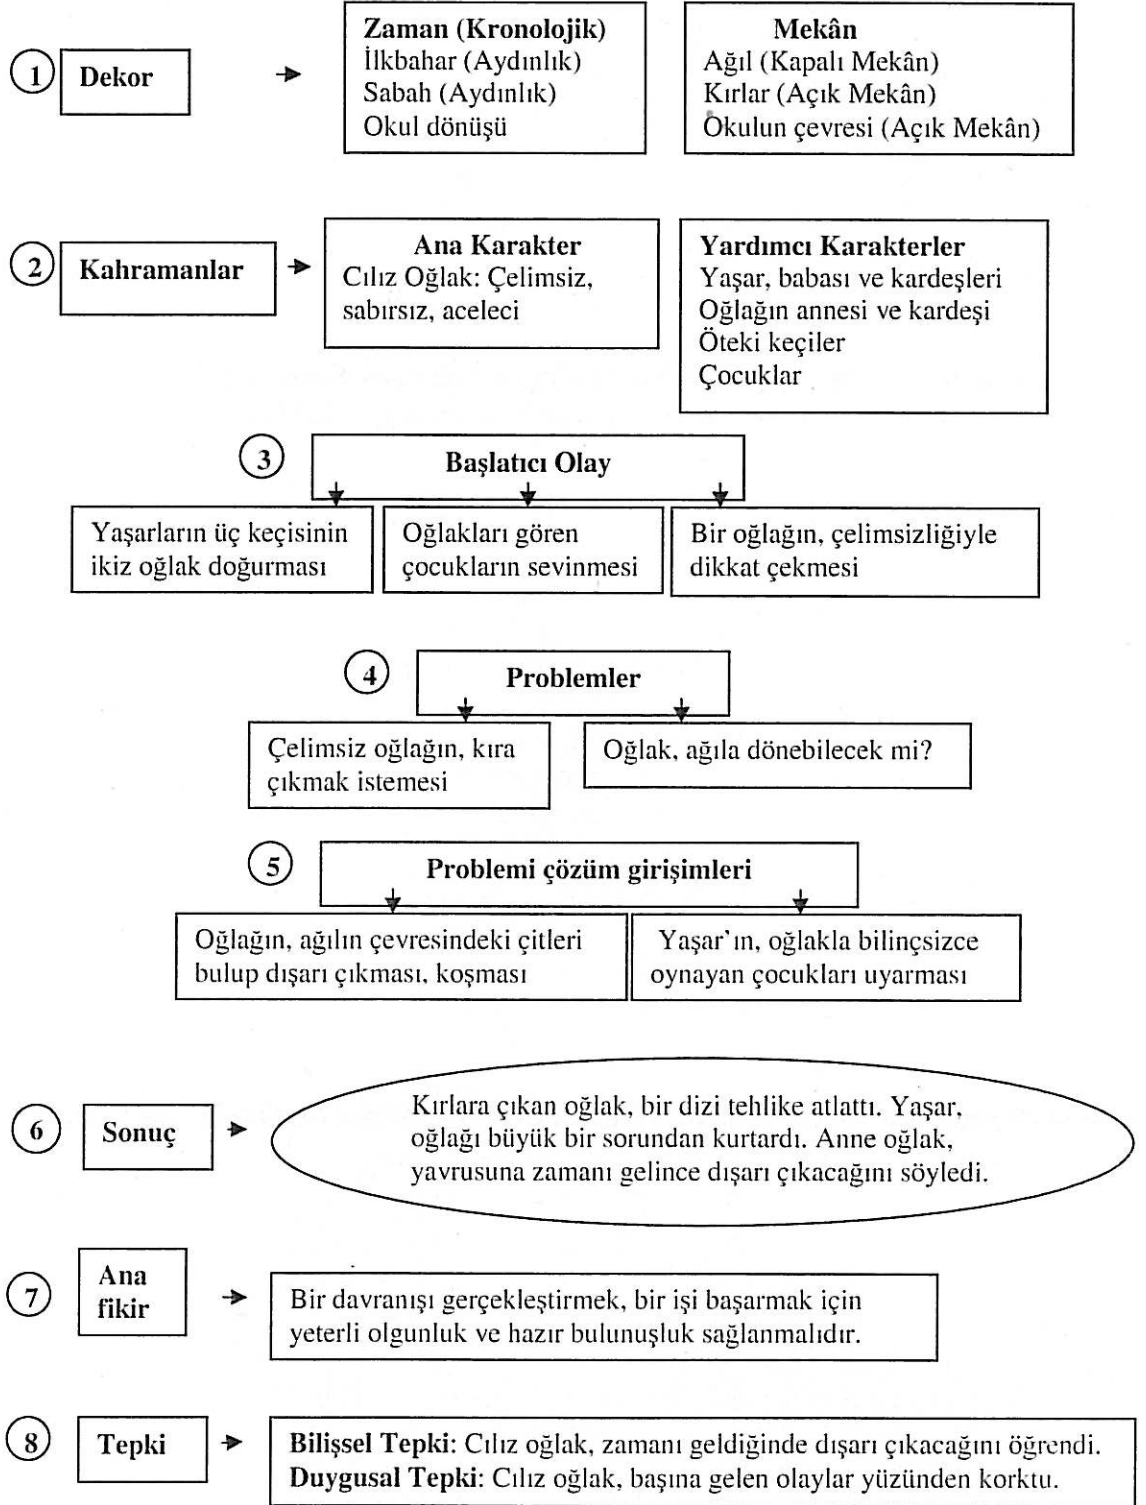 1
Dekor
Zaman (Kronolojik)
İlkbahar (Aydınlık)
Sabah (Aydınlık)
Okul dönüşü
Mekân
Ağıl (Kapalı Mekân)
Kırlar (Açık Mekân)
Okulun çevresi (Açık Mekân)
2
Kahramanlar
Ana Karakter
Cılız Oğlak: Çelimsiz,
sabırsız, aceleci
Yardımcı Karakterler
Yaşar, babası ve kardeşleri
Oğlağın annesi ve kardeşi
Öteki keçiler
Çocuklar
3
Başlatıcı Olay
Yaşarların üç keçisinin
ikiz oğlak doğurması
Oğlakları gören
çocukların sevinmesi
Bir oğlağın, çelimsizliğiyle
dikkat çekmesi
4
Problemler
Çelimsiz oğlağın, kıra
çıkmak istemesi
Oğlak, ağıla dönebilecek mi?
5
Problemi çözüm girişimleri
Oğlağın, ağılın çevresindeki çitleri
bulup dışarı çıkması, koşması
Yaşar'ın, oğlakla bilinçsizce
oynayan çocukları uyarması
6
Sonuç
Kırlara çıkan oğlak, bir dizi tehlike atlattı. Yaşar,
oğlağı büyük bir sorundan kurtardı. Anne oğlak,
yavrusuna zamanı gelince dışarı çıkacağını söyledi.
7
Ana
fikir
Bir davranışı gerçekleştirmek, bir işi başarmak için
yeterli olgunluk ve hazır bulunuşluk sağlanmalıdır.
8
Tepki
Bilişsel Tepki: Cılız oğlak, zamanı geldiğinde dışarı çıkacağını öğrendi.
Duygusal Tepki: Cılız oğlak, başına gelen olaylar yüzünden korktu.